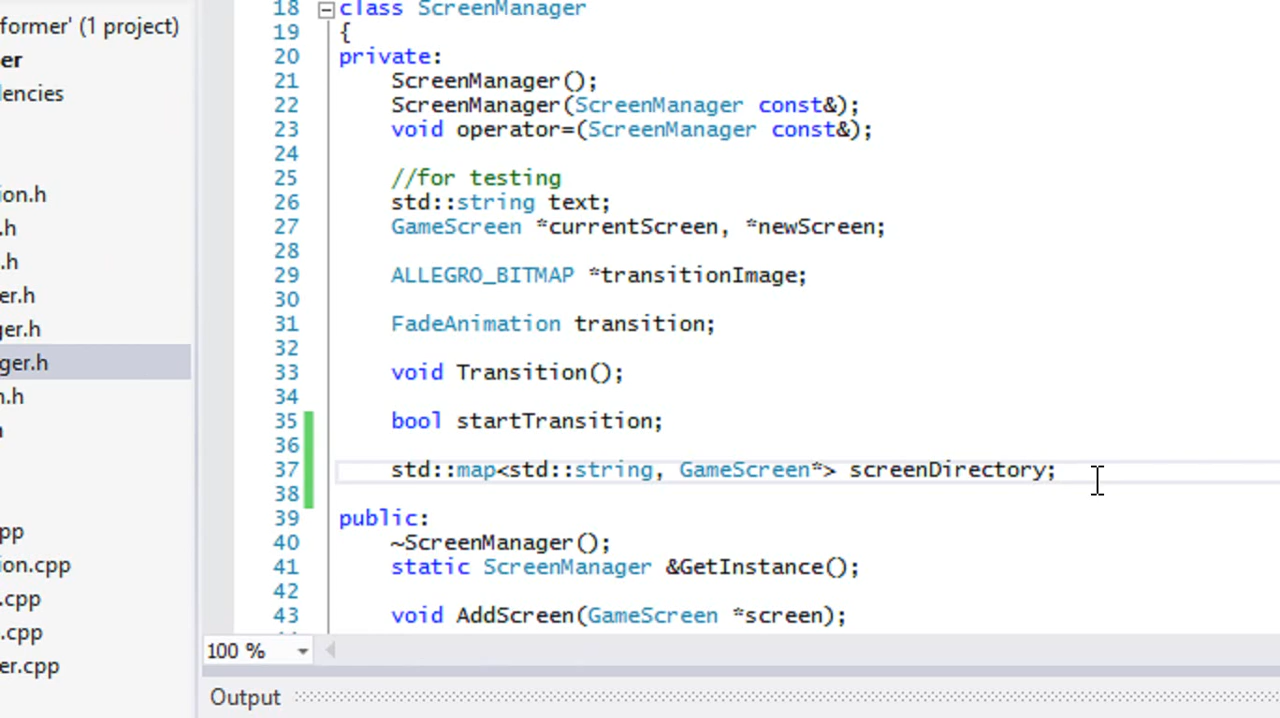 former' (1 project)
er
lencies
ion.h
.h
.h
er.h
ger.h
ger.h
n.h
pp
ion.cpp
.cpp
.cpp
er.cpp
18 class ScreenManager
19 {
20 private:
21 ScreenManager();
22 ScreenManager(ScreenManager const&);
23 void operator=(ScreenManager const&);
24
25 //for testing
26 std::string text;
27 GameScreen *currentScreen, *newScreen;
28
29 ALLEGRO_BITMAP *transitionImage;
30
31 FadeAnimation transition;
32
33 void Transition();
34
35 bool startTransition;
36
37 std::map<std::string, GameScreen*> screenDirectory;
38
39 public:
40 ~ScreenManager();
41 static ScreenManager &GetInstance();
42
43 void AddScreen(GameScreen *screen);
100 %
Output